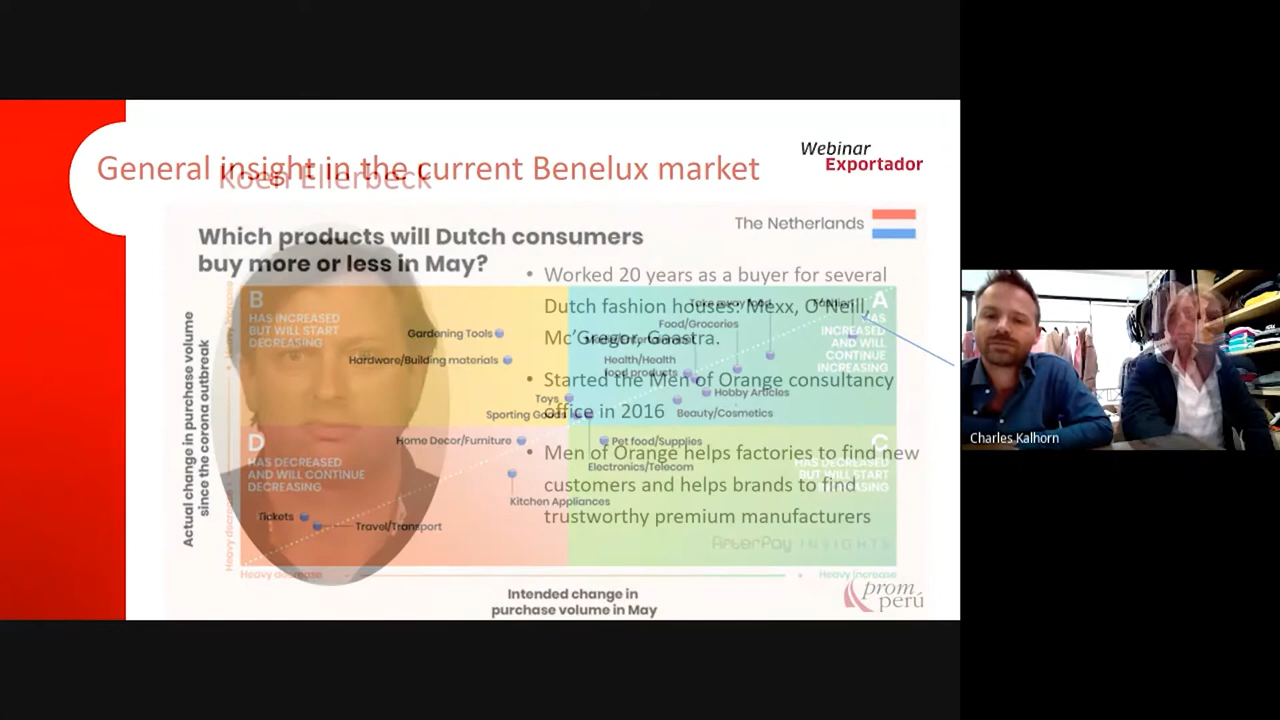 General insight in the current Benelux market
Koen Ellerbeck
Webinar
Exportador
The Netherlands
Which products will Dutch consumers
buy more or less in May?
• Worked 20 years as a buyer for several
Dutch fashion houses: Mexx, O'Neill,
Mc'Gregor, Gaastra.
• Started the Men of Orange consultancy
office in 2016
• Men of Orange helps factories to find new
customers and helps brands to find
trustworthy premium manufacturers
Actual change in purchase volume
since the corona outbreak
Heavy decrease
B
HAS INCREASED
BUT WILL START
DECREASING
A
HAS
INCREASED
AND WILL
CONTINUE
INCREASING
D
HAS DECREASED
AND WILL CONTINUE
DECREASING
C
HAS DECREASED
BUT WILL START
INCREASING
Gardening Tools
Hardware/Building materials
Take away food
Food/Groceries
Health/Health
food products
Toys
Hobby Articles
Sporting Goods
Beauty/Cosmetics
Home Decor/Furniture
Pet food/Supplies
Electronics/Telecom
Kitchen Appliances
Tickets
Travel/Transport
AfterPay INSIGHTS
Heavy decrease
Heavy increase
Intended change in
purchase volume in May
prom
perú
Charles Kalhorn